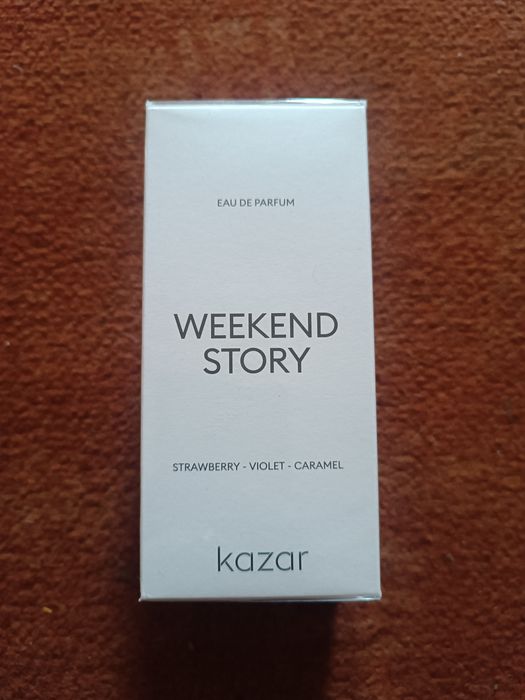 EAU DE PARFUM
WEEKEND
STORY
STRAWBERRY - VIOLET - CARAMEL
kazar